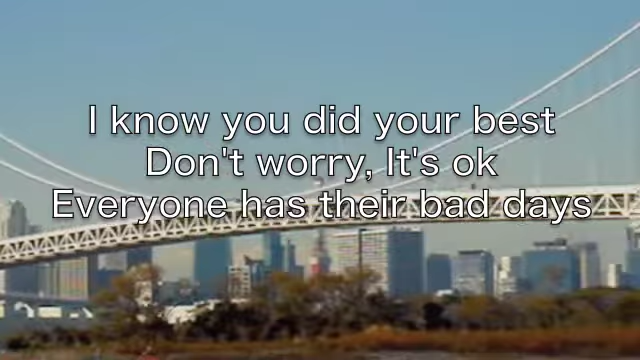 I know you did your best
Don't worry, It's ok
Everyone has their bad days